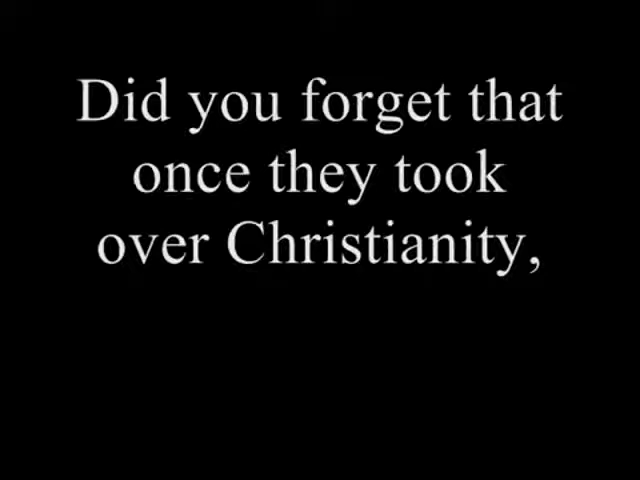 Did you forget that
once they took
over Christianity,